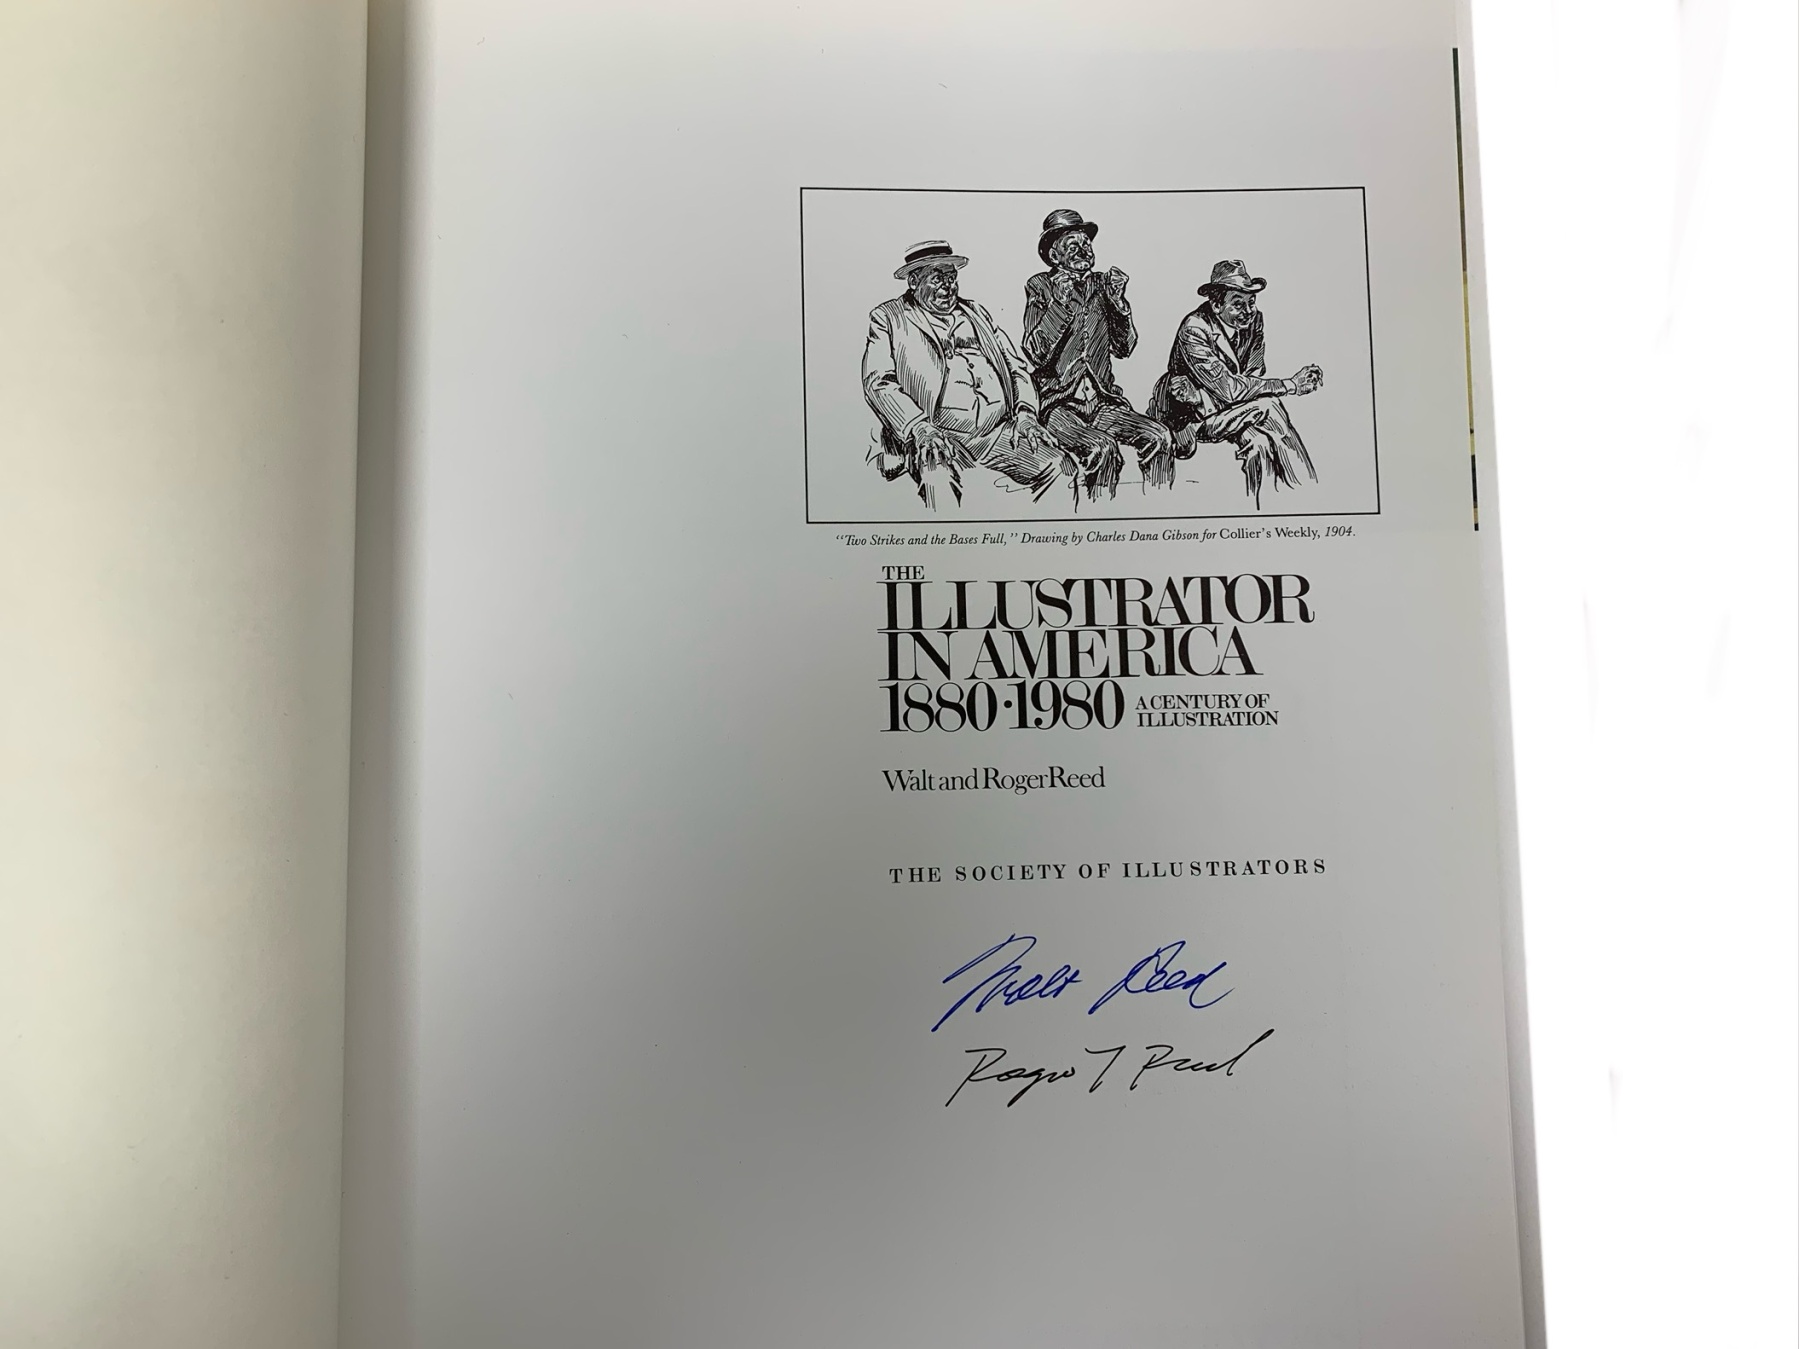 “Two Strikes and the Bases Full,” Drawing by Charles Dana Gibson for Collier's Weekly, 1904.
THE
ILLUSTRATOR
IN AMERICA
1880·1980 A CENTURY OF
ILLUSTRATION
Walt and Roger Reed
THE SOCIETY OF ILLUSTRATORS
Walt Reed
Roger T Reed